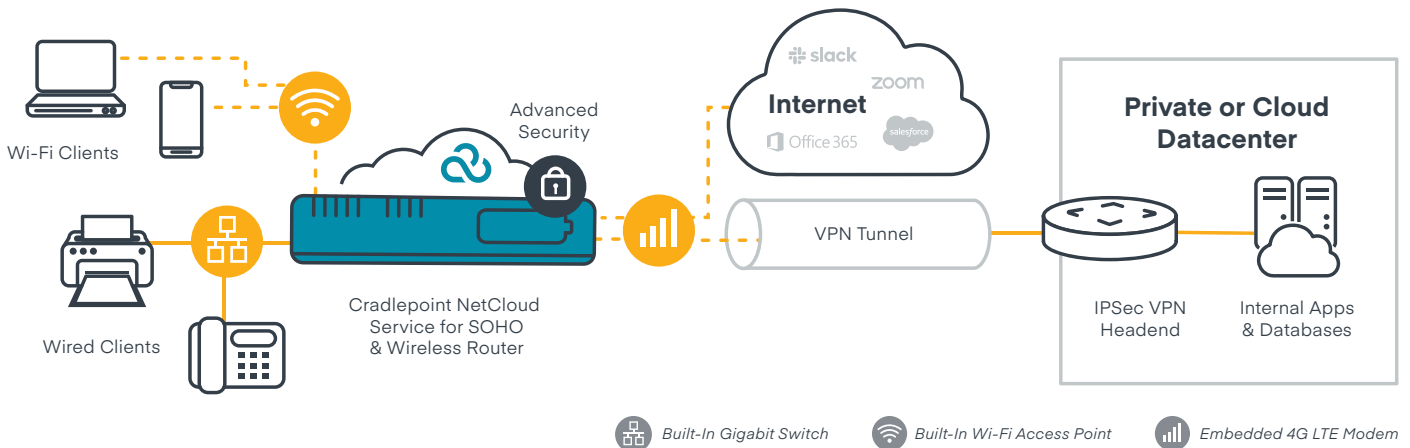 slack
zoom
Internet
Office 365
salesforce
Advanced
Security
Private or Cloud
Datacenter
Wi-Fi Clients
VPN Tunnel
Cradlepoint NetCloud
Service for SOHO
& Wireless Router
IPSec VPN
Headend
Internal Apps
& Databases
Wired Clients
Built-In Gigabit Switch
Built-In Wi-Fi Access Point
Embedded 4G LTE Modem